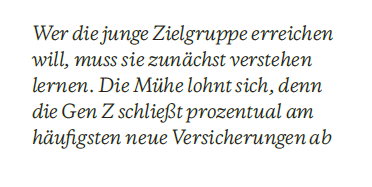 Wer die junge Zielgruppe erreichen
will, muss sie zunächst verstehen
lernen. Die Mühe lohnt sich, denn
die Gen Z schließt prozentual am
häufigsten neue Versicherungen ab